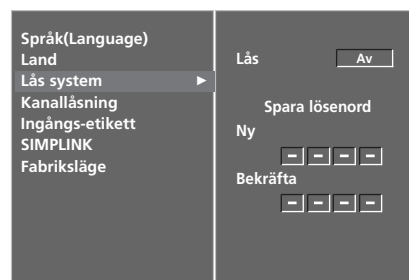 Språk(Language)
Land
Lås system ►
Kanallåsning
Ingångs-etikett
SIMPLINK
Fabriksläge
Lås Av
Spara lösenord
Ny
– – – –
Bekräfta
– – – –